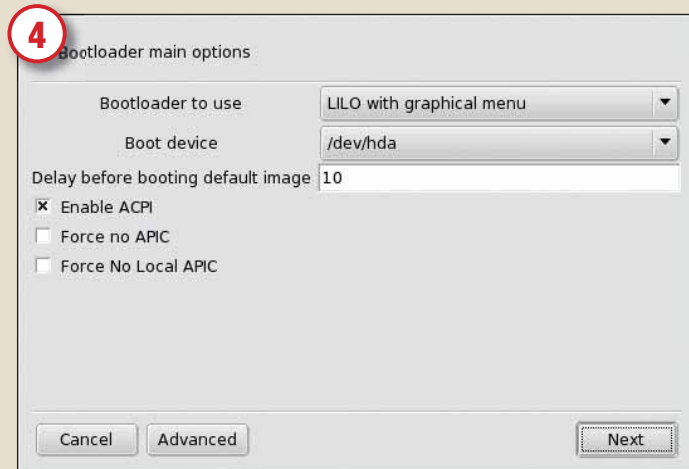 4
Bootloader main options
Bootloader to use LILO with graphical menu
Boot device /dev/hda
Delay before booting default image 10
Enable ACPI
Force no APIC
Force No Local APIC
Cancel Advanced Next